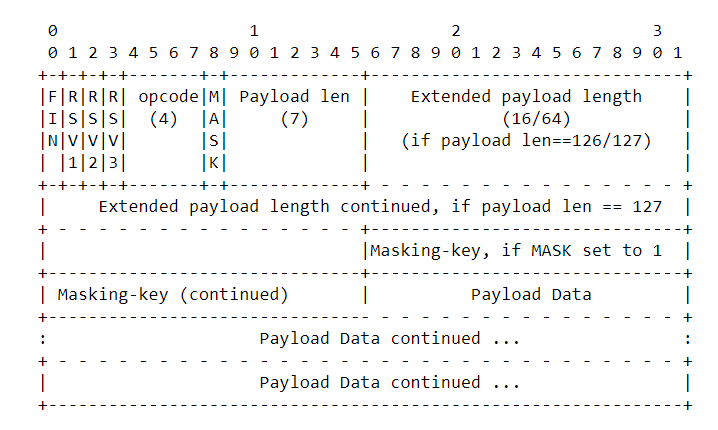 0                   1                   2                   3
      0 1 2 3 4 5 6 7 8 9 0 1 2 3 4 5 6 7 8 9 0 1 2 3 4 5 6 7 8 9 0 1
     +-+-+-+-+-------+-+-------------+-------------------------------+
     |F|R|R|R| opcode|M| Payload len |    Extended payload length    |
     |I|S|S|S|  (4)  |A|     (7)     |             (16/64)           |
     |N|V|V|V|       |S|             |   (if payload len==126/127)   |
     | |1|2|3|       |K|             |                               |
     +-+-+-+-+-------+-+-------------+ - - - - - - - - - - - - - - - +
     |     Extended payload length continued, if payload len == 127  |
     + - - - - - - - - - - - - - - - +-------------------------------+
     |                               |Masking-key, if MASK set to 1  |
     +-------------------------------+-------------------------------+
     | Masking-key (continued)       |          Payload Data         |
     +-------------------------------- - - - - - - - - - - - - - - - +
     :                     Payload Data continued ...                :
     + - - - - - - - - - - - - - - - - - - - - - - - - - - - - - - - +
     |                     Payload Data continued ...                |
     +---------------------------------------------------------------+